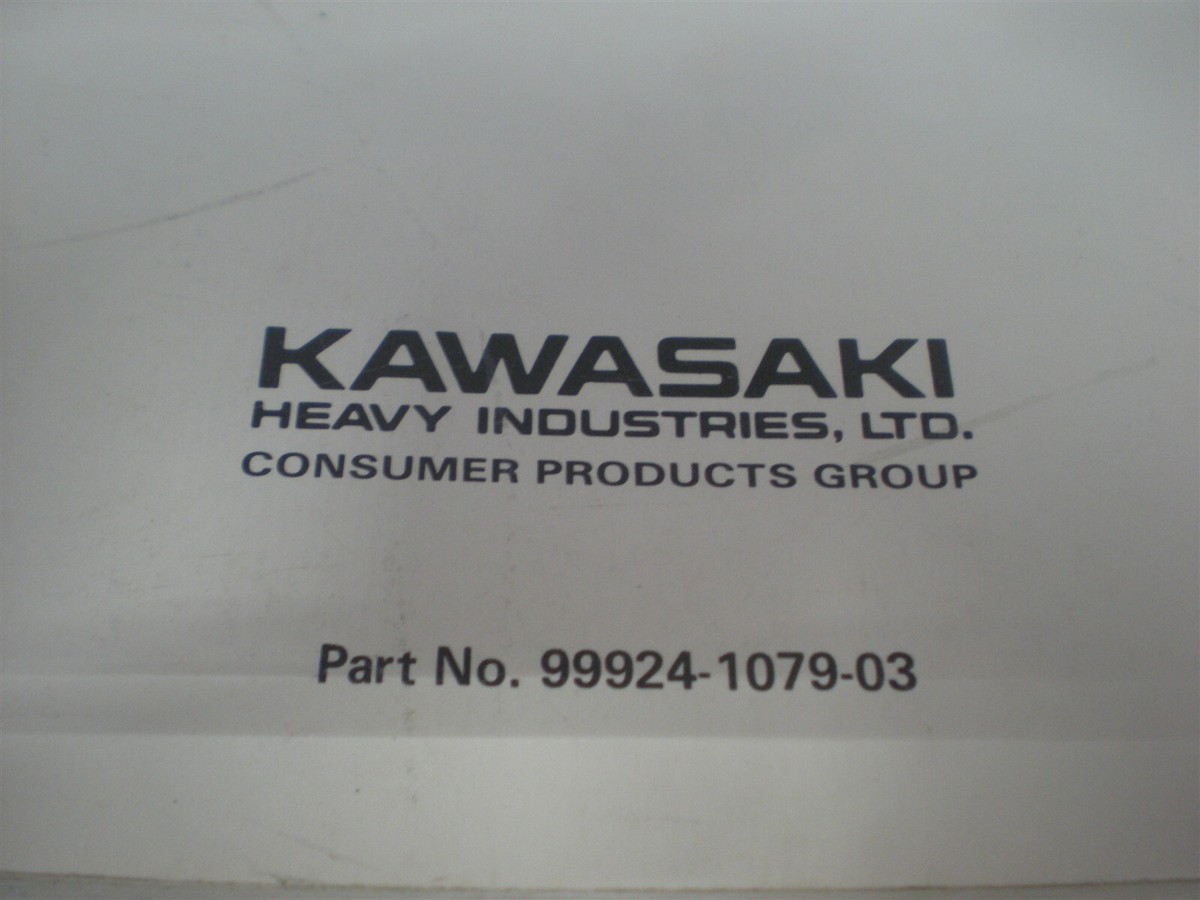 KAWASAKI
HEAVY INDUSTRIES, LTD.
CONSUMER PRODUCTS GROUP
Part No. 99924-1079-03